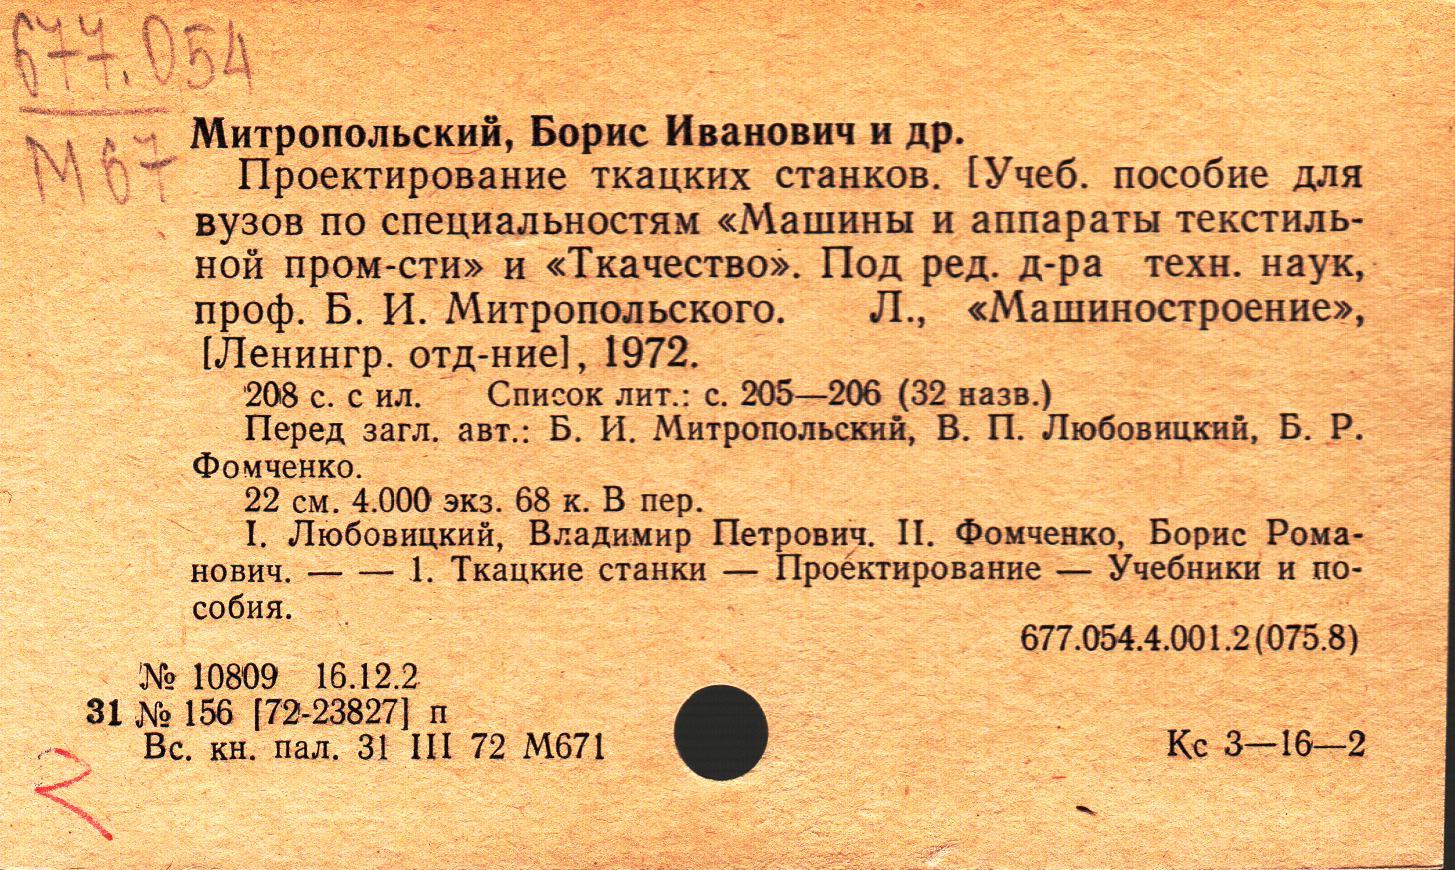 677.054
М67
Митропольский, Борис Иванович и др.
Проектирование ткацких станков. [Учеб. пособие для
вузов по специальностям «Машины и аппараты текстиль-
ной пром-сти» и «Ткачество». Под ред. д-ра техн. наук,
проф. Б. И. Митропольского. Л., «Машиностроение»,
[Ленингр. отд-ние], 1972.
208 с. с ил. Список лит.: с. 205—206 (32 назв.)
Перед загл. авт.: Б. И. Митропольский, В. П. Любовицкий, Б. Р.
Фомченко.
22 см. 4.000 экз. 68 к. В пер.
I. Любовицкий, Владимир Петрович. II. Фомченко, Борис Рома-
нович. — — 1. Ткацкие станки — Проектирование — Учебники и по-
собия.
677.054.4.001.2(075.8)
№ 10809 16.12.2
31 № 156 [72-23827] п
Вс. кн. пал. 31 III 72 М671
Кс 3—16—2